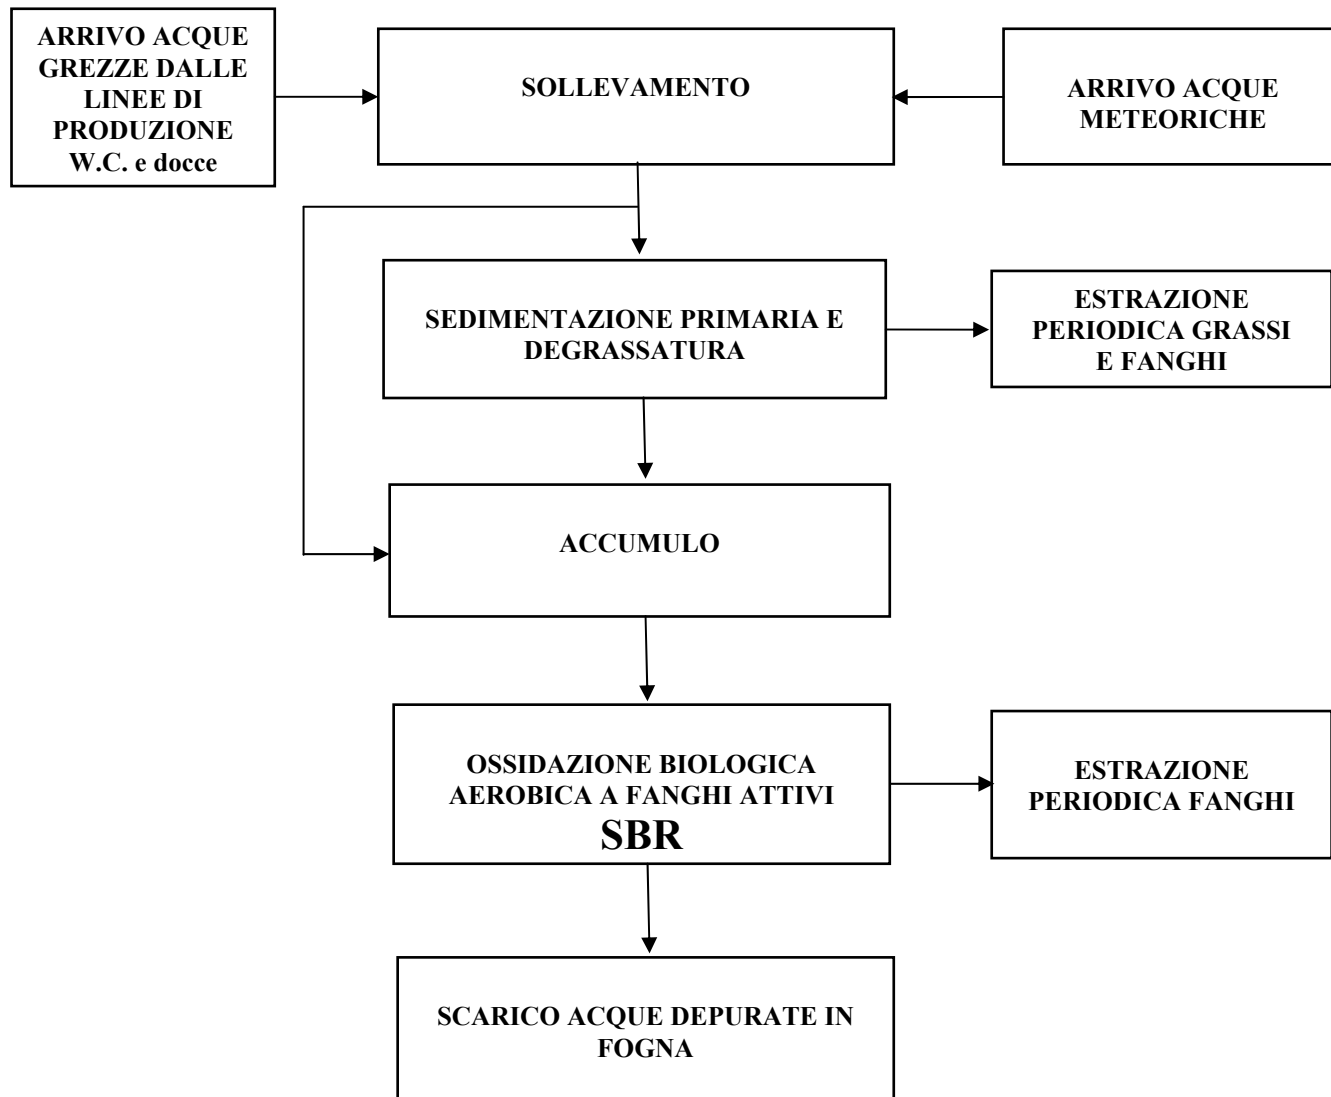 ARRIVO ACQUE
GREZZE DALLE
LINEE DI
PRODUZIONE
W.C. e docce
SOLLEVAMENTO
ARRIVO ACQUE
METEORICHE
SEDIMENTAZIONE PRIMARIA E
DEGRASSATURA
ESTRAZIONE
PERIODICA GRASSI
E FANGHI
ACCUMULO
OSSIDAZIONE BIOLOGICA
AEROBICA A FANGHI ATTIVI
SBR
ESTRAZIONE
PERIODICA FANGHI
SCARICO ACQUE DEPURATE IN
FOGNA